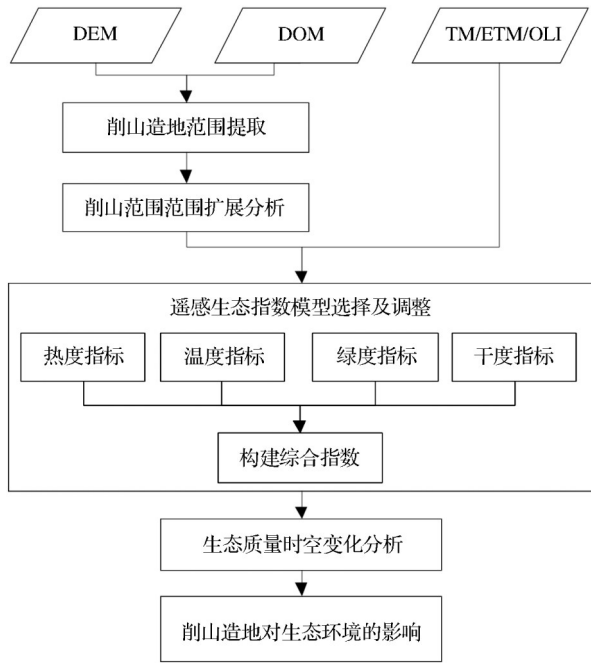 DEM
DOM
TM/ETM/OLI
削山造地范围提取
削山范围范围扩展分析
遥感生态指数模型选择及调整
热度指标
温度指标
绿度指标
干度指标
构建综合指数
生态质量时空变化分析
削山造地对生态环境的影响